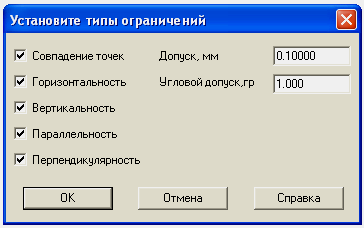 Установите типы ограничений
Совпадение точек Допуск, мм 0.10000
Горизонтальность Угловой допуск,гр 1.000
Вертикальность
Параллельность
Перпендикулярность
OK Отмена Справка